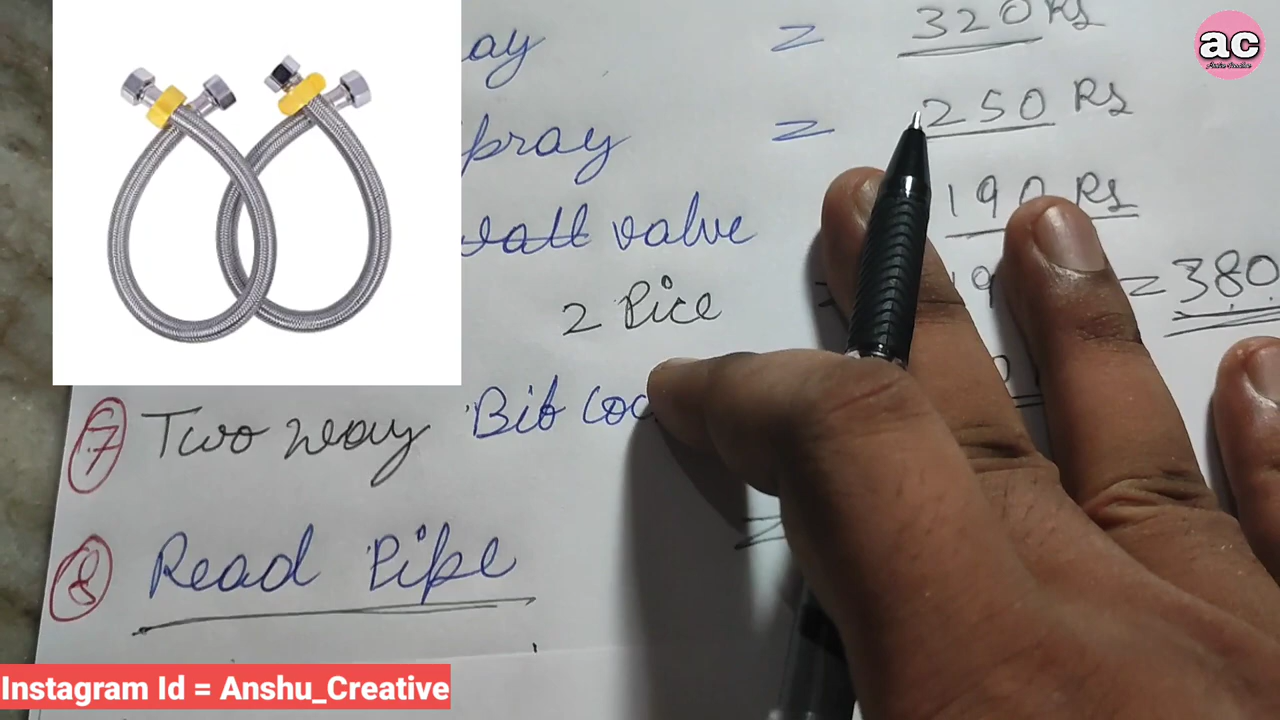 ay = 320 Rs
pray = 250 Rs
valve 190 Rs
2 Pice = 380
7 Two way Bib Coc
8 Read Pipe
ac
Instagram Id = Anshu_Creative